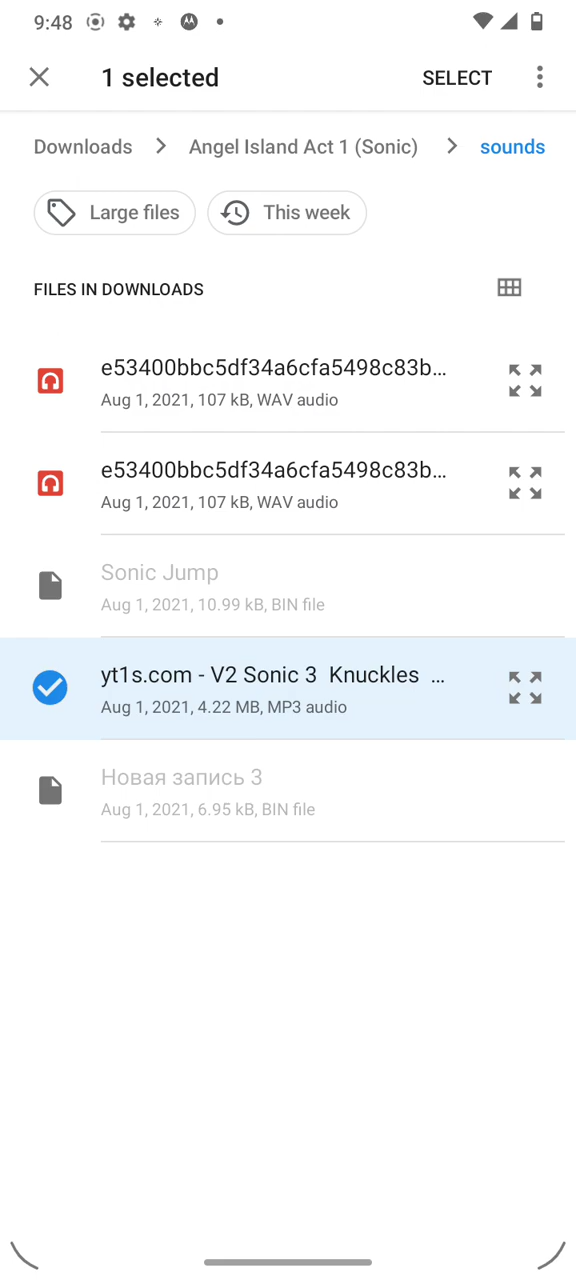 9:48
1 selected
SELECT
Downloads > Angel Island Act 1 (Sonic) > sounds
Large files
This week
FILES IN DOWNLOADS
e53400bbc5df34a6cfa5498c83b...
Aug 1, 2021, 107 kB, WAV audio
e53400bbc5df34a6cfa5498c83b...
Aug 1, 2021, 107 kB, WAV audio
Sonic Jump
Aug 1, 2021, 10.99 kB, BIN file
yt1s.com - V2 Sonic 3  Knuckles  ...
Aug 1, 2021, 4.22 MB, MP3 audio
Новая запись 3
Aug 1, 2021, 6.95 kB, BIN file